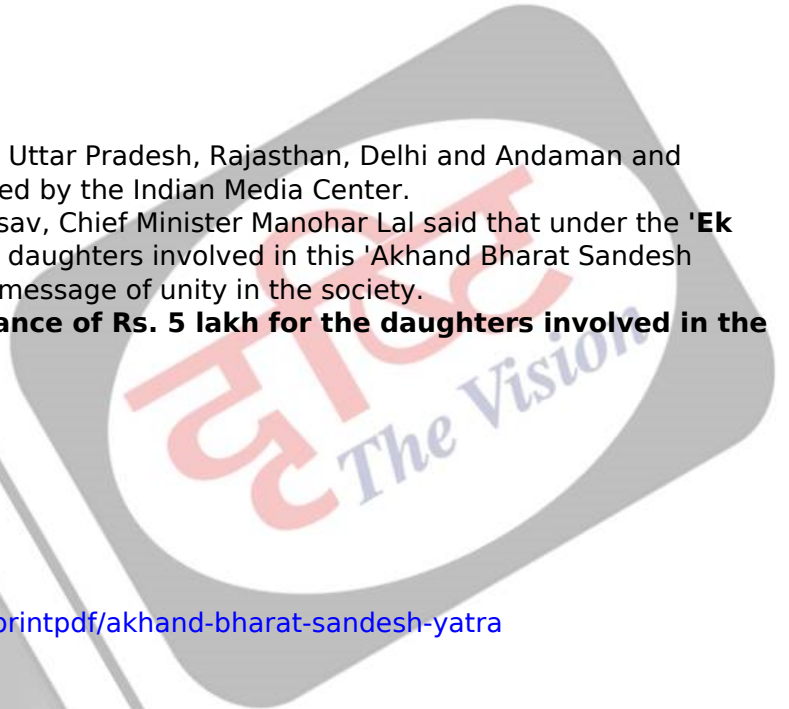 Uttar Pradesh, Rajasthan, Delhi and Andaman and
ed by the Indian Media Center.
sav, Chief Minister Manohar Lal said that under the 'Ek
daughters involved in this 'Akhand Bharat Sandesh
message of unity in the society.
ance of Rs. 5 lakh for the daughters involved in the
दृष्टि
The Vision
printpdf/akhand-bharat-sandesh-yatra